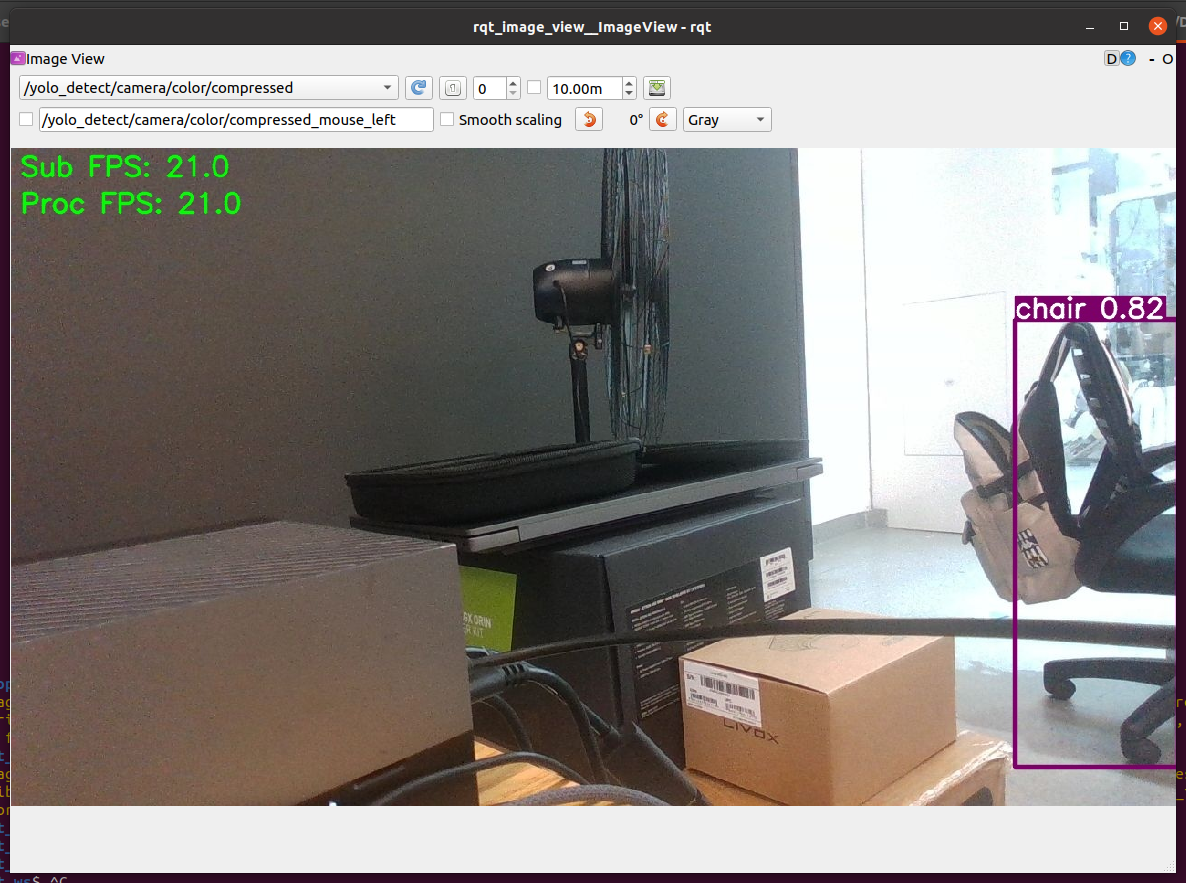 rqt_image_view__ImageView - rqt
Image View
D ? - O
/yolo_detect/camera/color/compressed
0
10.00m
/yolo_detect/camera/color/compressed_mouse_left
Smooth scaling
0°
Gray
Sub FPS: 21.0
Proc FPS: 21.0
chair 0.82
GX ORIN
R KIT
LIVOX
$ ^C